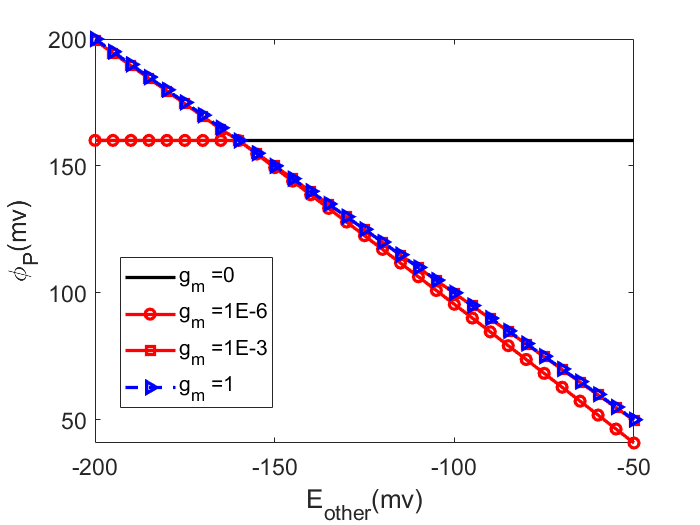 200
150
100
50
-200
-150
-100
-50
ϕP(mv)
Eother(mv)
gm =0
gm =1E-6
gm =1E-3
gm =1